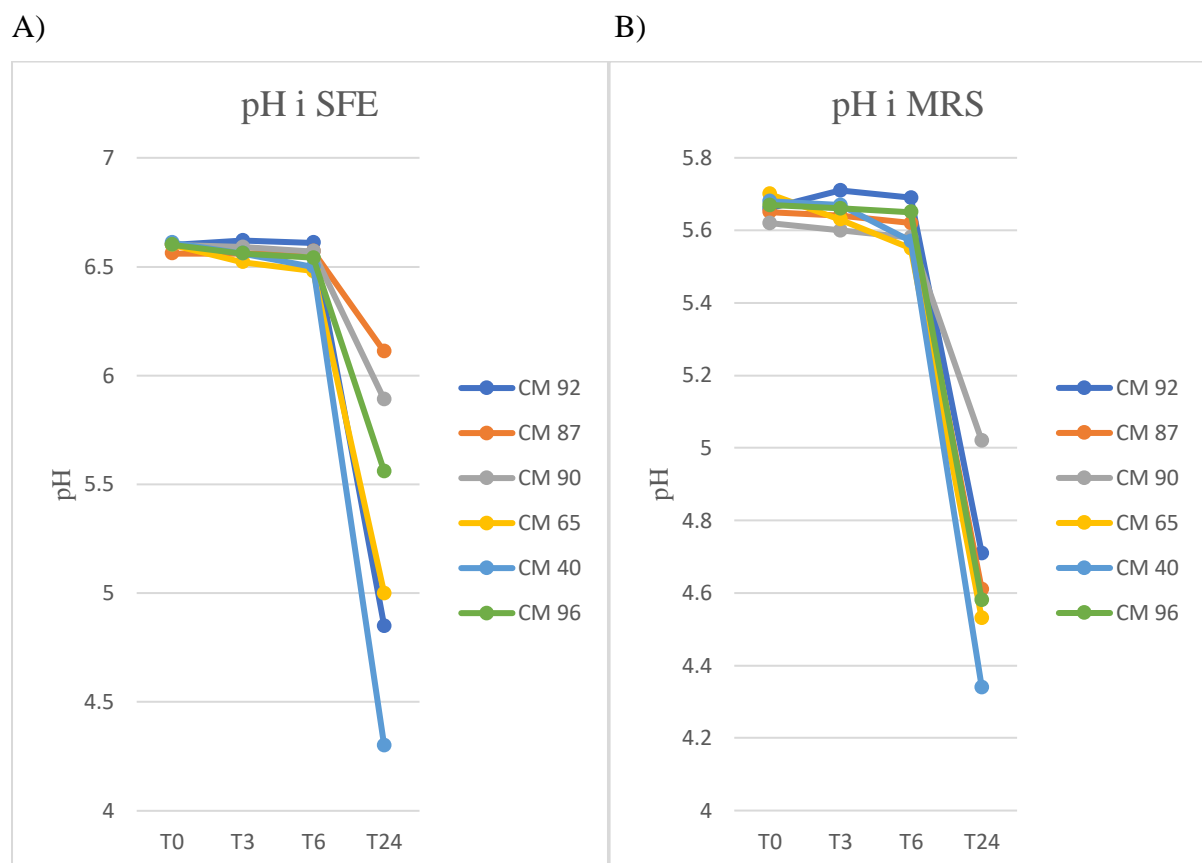 A)
B)
pH i SFE
7
6.5
6
5.5
5
4.5
4
pH
T0 T3 T6 T24
CM 92
CM 87
CM 90
CM 65
CM 40
CM 96
pH i MRS
5.8
5.6
5.4
5.2
5
4.8
4.6
4.4
4.2
4
pH
T0 T3 T6 T24
CM 92
CM 87
CM 90
CM 65
CM 40
CM 96